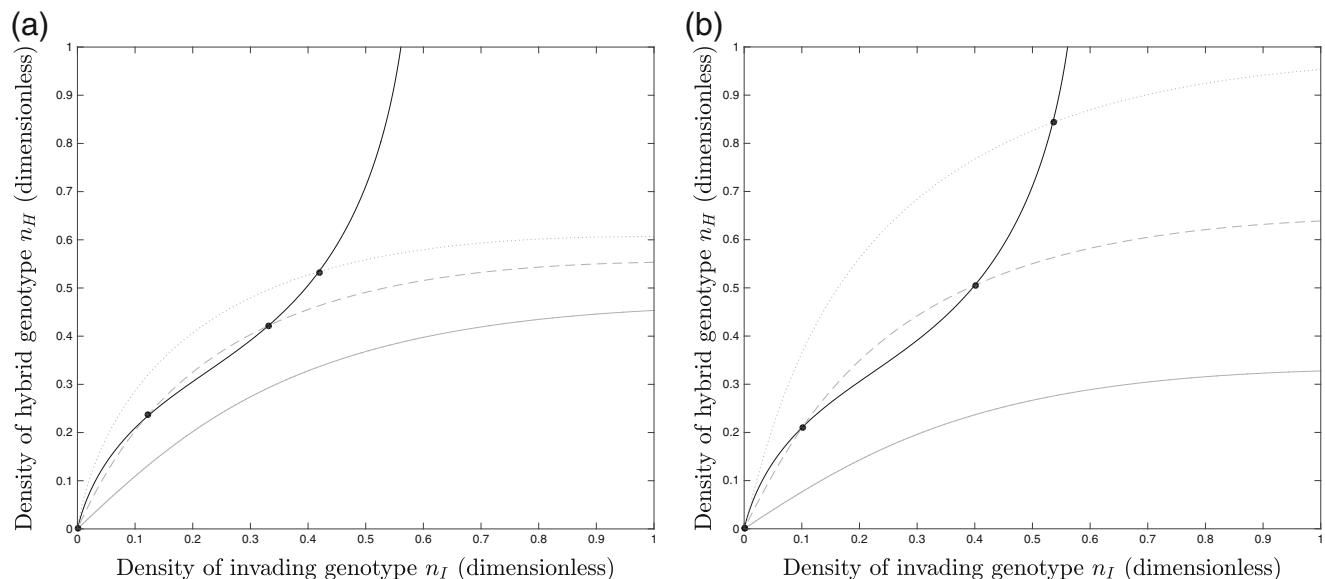 (a)
Density of hybrid genotype n_H (dimensionless)
1
0.9
0.8
0.7
0.6
0.5
0.4
0.3
0.2
0.1
0
0 0.1 0.2 0.3 0.4 0.5 0.6 0.7 0.8 0.9 1
Density of invading genotype n_I (dimensionless)
(b)
Density of hybrid genotype n_H (dimensionless)
1
0.9
0.8
0.7
0.6
0.5
0.4
0.3
0.2
0.1
0
0 0.1 0.2 0.3 0.4 0.5 0.6 0.7 0.8 0.9 1
Density of invading genotype n_I (dimensionless)